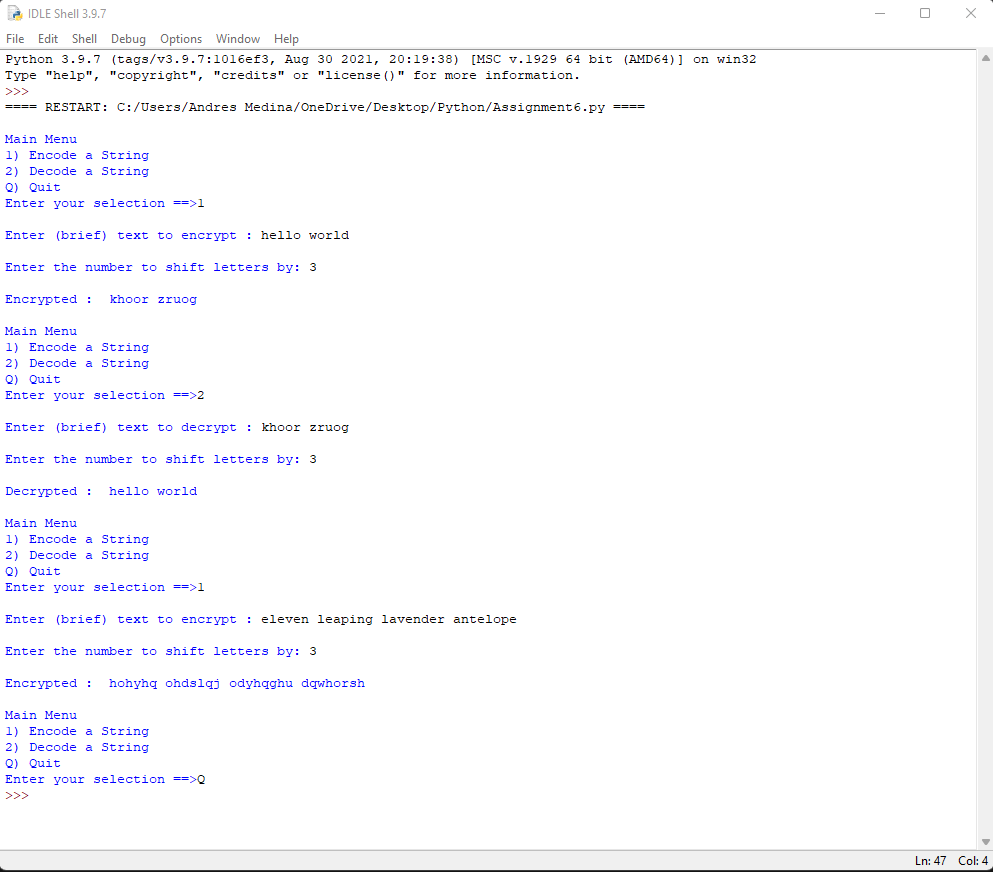 IDLE Shell 3.9.7
File Edit Shell Debug Options Window Help
Python 3.9.7 (tags/v3.9.7:1016ef3, Aug 30 2021, 20:19:38) [MSC v.1929 64 bit (AMD64)] on win32
Type "help", "copyright", "credits" or "license()" for more information.
>>>
==== RESTART: C:/Users/Andres Medina/OneDrive/Desktop/Python/Assignment6.py ====
Main Menu
1) Encode a String
2) Decode a String
Q) Quit
Enter your selection ==>1
Enter (brief) text to encrypt : hello world
Enter the number to shift letters by: 3
Encrypted :  khoor zruog
Main Menu
1) Encode a String
2) Decode a String
Q) Quit
Enter your selection ==>2
Enter (brief) text to decrypt : khoor zruog
Enter the number to shift letters by: 3
Decrypted :  hello world
Main Menu
1) Encode a String
2) Decode a String
Q) Quit
Enter your selection ==>1
Enter (brief) text to encrypt : eleven leaping lavender antelope
Enter the number to shift letters by: 3
Encrypted :  hohyhq ohdslqj odyhqghu dqwhorsh
Main Menu
1) Encode a String
2) Decode a String
Q) Quit
Enter your selection ==>Q
>>>
Ln: 47 Col: 4